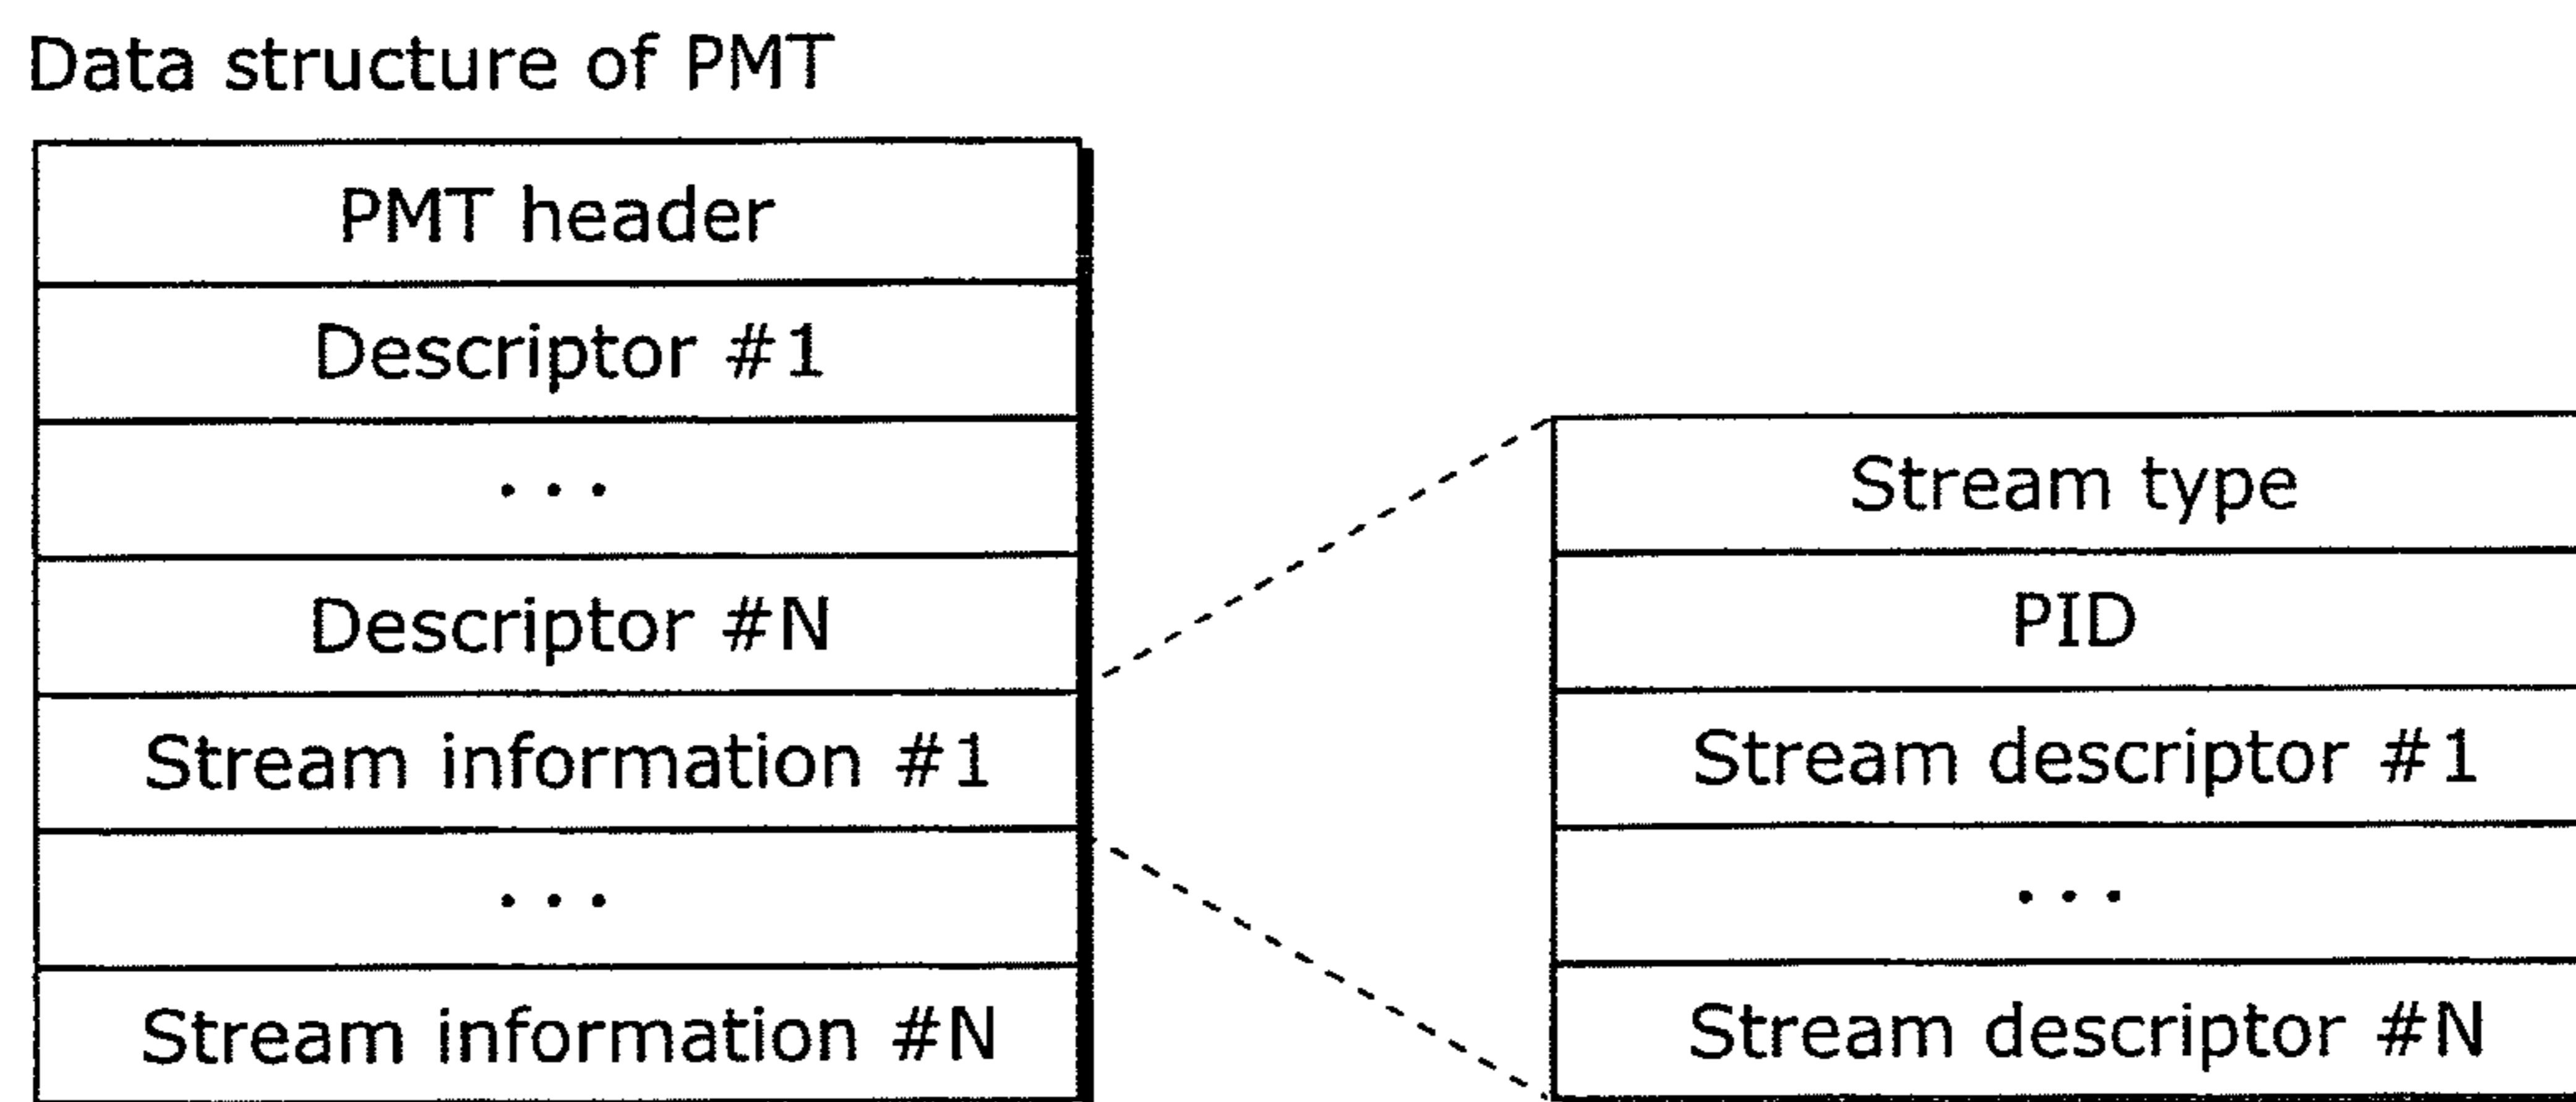 Data structure of PMT
PMT header
Descriptor #1
...
Descriptor #N
Stream information #1
...
Stream information #N
Stream type
PID
Stream descriptor #1
...
Stream descriptor #N